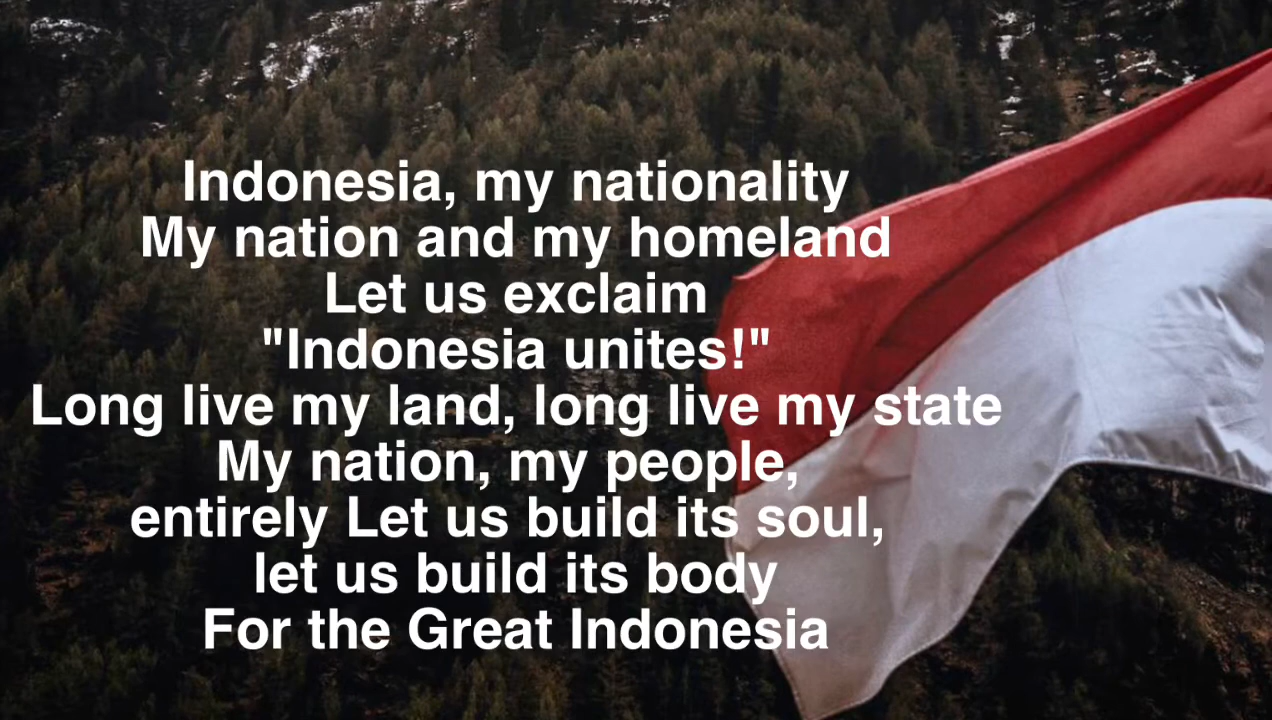 Indonesia, my nationality
My nation and my homeland
Let us exclaim
"Indonesia unites!"
Long live my land, long live my state
My nation, my people,
entirely Let us build its soul,
let us build its body
For the Great Indonesia